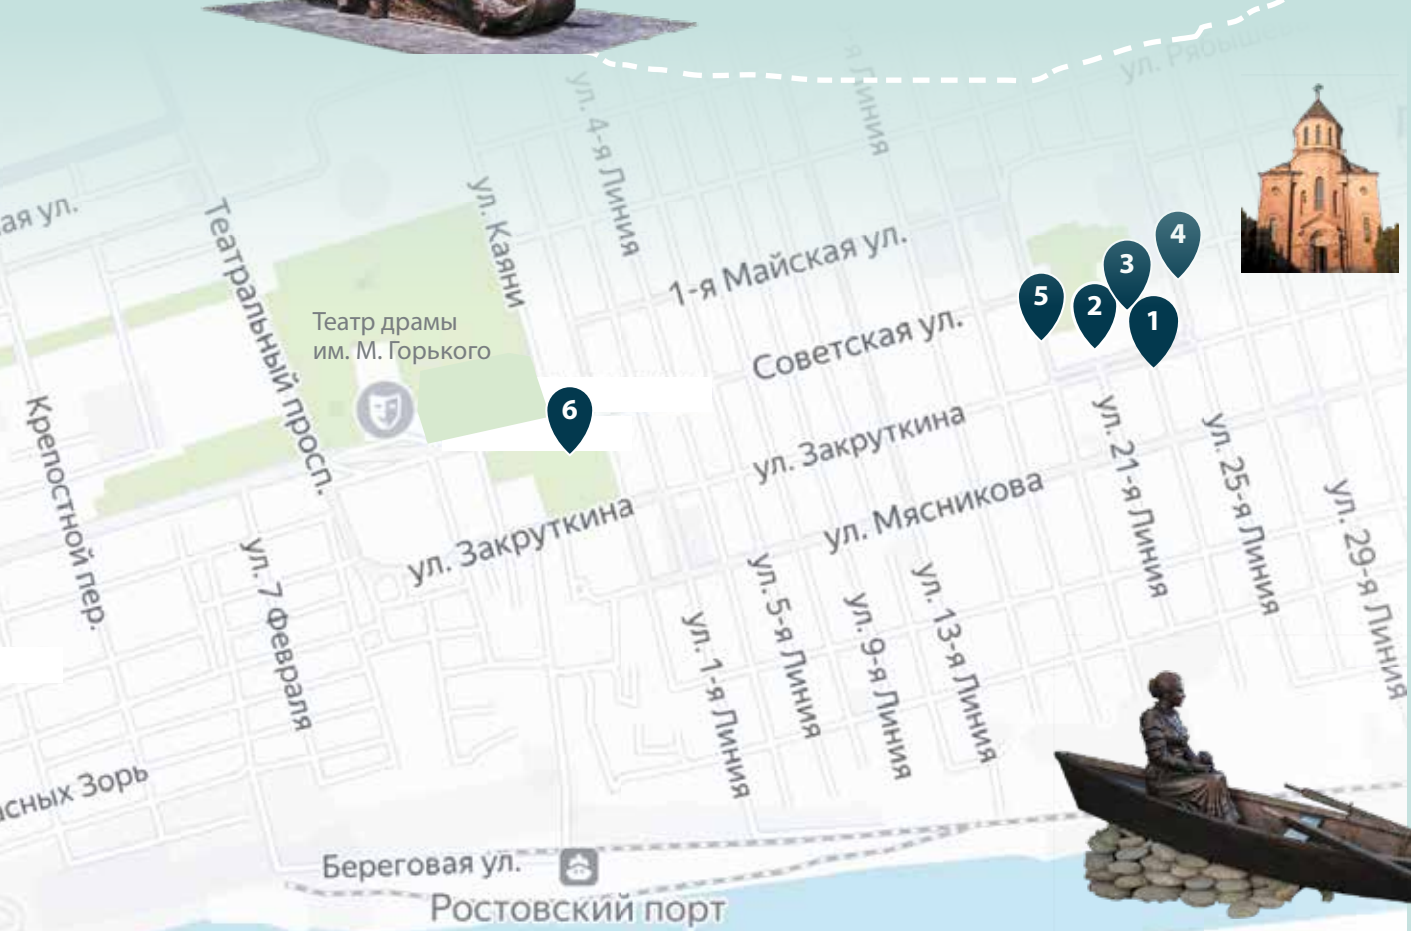 ул. Рябышева
-я Линия
ул. 4-я Линия
ая ул.
Театральный просп.
ул. Каяни
1-я Майская ул.
4
3
5
2
1
Театр драмы
им. М. Горького
Советская ул.
6
Крепостной пер.
ул. Закруткина
ул. 21-я Линия
ул. 25-я Линия
ул. Мясникова
ул. 29-я Линия
ул. Закруткина
ул. 7 Февраля
ул. 5-я Линия
ул. 13-я Линия
ул. 9-я Линия
ул. 1-я Линия
асных Зорь
Береговая ул.
Ростовский порт